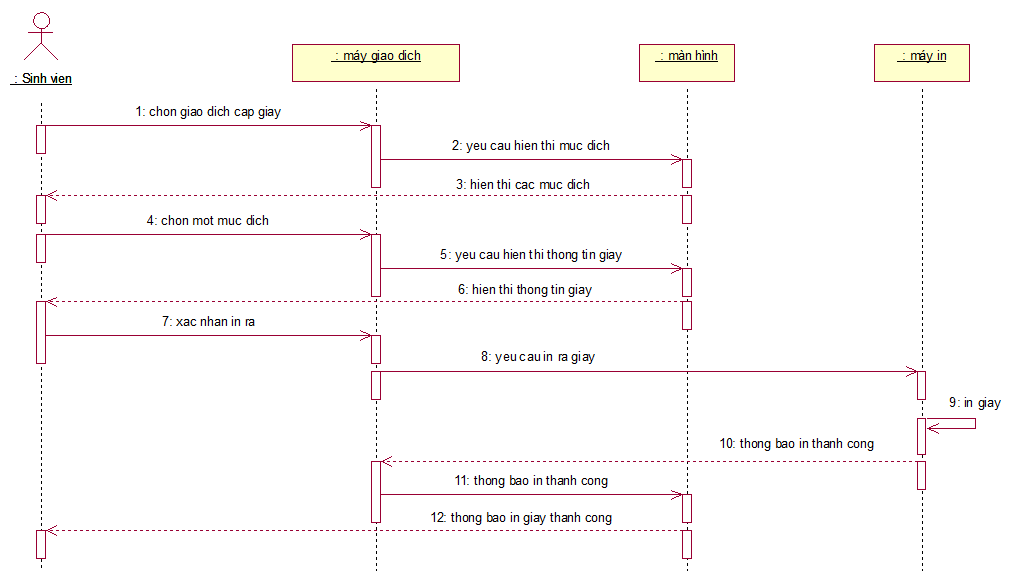 : máy giao dich
: màn hình
: máy in
: Sinh vien
1: chon giao dich cap giay
2: yeu cau hien thi muc dich
3: hien thi cac muc dich
4: chon mot muc dich
5: yeu cau hien thi thong tin giay
6: hien thi thong tin giay
7: xac nhan in ra
8: yeu cau in ra giay
9: in giay
10: thong bao in thanh cong
11: thong bao in thanh cong
12: thong bao in giay thanh cong